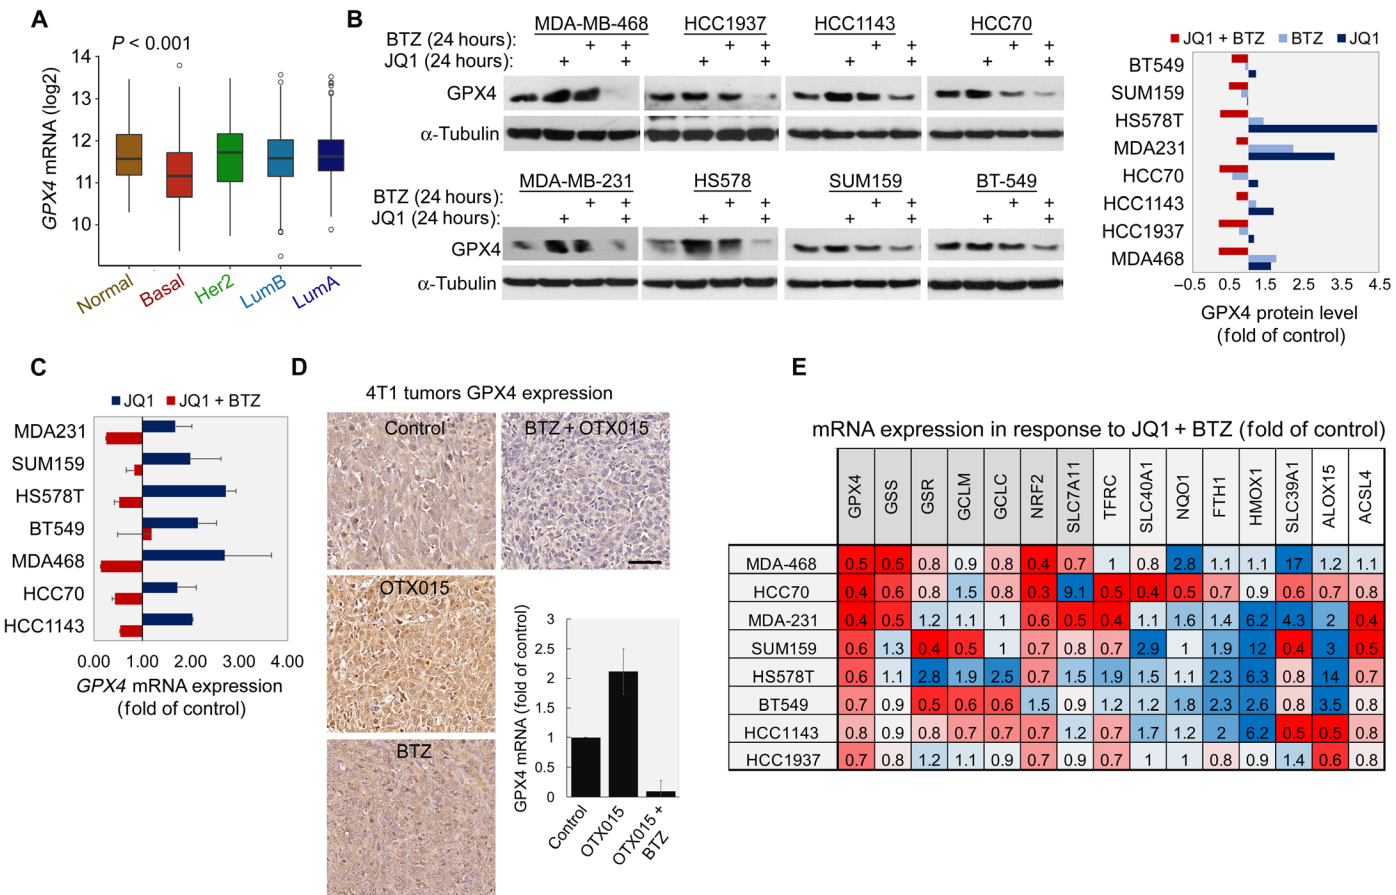 A
P < 0.001
GPX4 mRNA (log2)
14
13
12
11
10
Normal
Basal
Her2
LumB
LumA
B
MDA-MB-468 HCC1937 HCC1143 HCC70
BTZ (24 hours): + + + + + + + +
JQ1 (24 hours): + + + + + + + +
GPX4
α-Tubulin
MDA-MB-231 HS578 SUM159 BT-549
BTZ (24 hours): + + + + + + + +
JQ1 (24 hours): + + + + + + + +
GPX4
α-Tubulin
JQ1 + BTZ BTZ JQ1
BT549
SUM159
HS578T
MDA231
HCC70
HCC1143
HCC1937
MDA468
−0.5 0.5 1.5 2.5 3.5 4.5
GPX4 protein level
(fold of control)
C
JQ1 JQ1 + BTZ
MDA231
SUM159
HS578T
BT549
MDA468
HCC70
HCC1143
0.00 1.00 2.00 3.00 4.00
GPX4 mRNA expression
(fold of control)
D
4T1 tumors GPX4 expression
Control
BTZ + OTX015
OTX015
BTZ
GPX4 mRNA (fold of control)
3
2.5
2
1.5
1
0.5
0
Control
OTX015
OTX015 +
BTZ
E
mRNA expression in response to JQ1 + BTZ (fold of control)
GPX4 GSS GSR GCLM GCLC NRF2 SLC7A11 TFRC SLC40A1 NQO1 FTH1 HMOX1 SLC39A1 ALOX15 ACSL4
MDA-468 0.5 0.5 0.8 0.9 0.8 0.4 0.7 1 0.8 2.8 1.1 1.1 17 1.2 1.1
HCC70 0.4 0.6 0.8 1.5 0.8 0.3 9.1 0.5 0.4 0.5 0.7 0.9 0.6 0.7 0.8
MDA-231 0.4 0.5 1.2 1.1 1 0.6 0.5 0.4 1.1 1.6 1.4 6.2 4.3 2 0.4
SUM159 0.6 1.3 0.4 0.5 1 0.7 0.8 0.7 2.9 1 1.9 12 0.4 3 0.5
HS578T 0.6 1.1 2.8 1.9 2.5 0.7 1.5 1.9 1.5 1.1 2.3 6.3 0.8 14 0.7
BT549 0.7 0.9 0.5 0.6 0.6 1.5 0.9 1.2 1.2 1.8 2.3 2.6 0.8 3.5 0.8
HCC1143 0.8 0.9 0.8 0.7 0.7 0.7 1.2 0.4 1.7 1.2 2 6.2 0.5 0.5 0.8
HCC1937 0.7 0.8 1.2 1.1 0.9 0.7 0.9 0.7 1 1 0.8 0.9 1.4 0.6 0.8